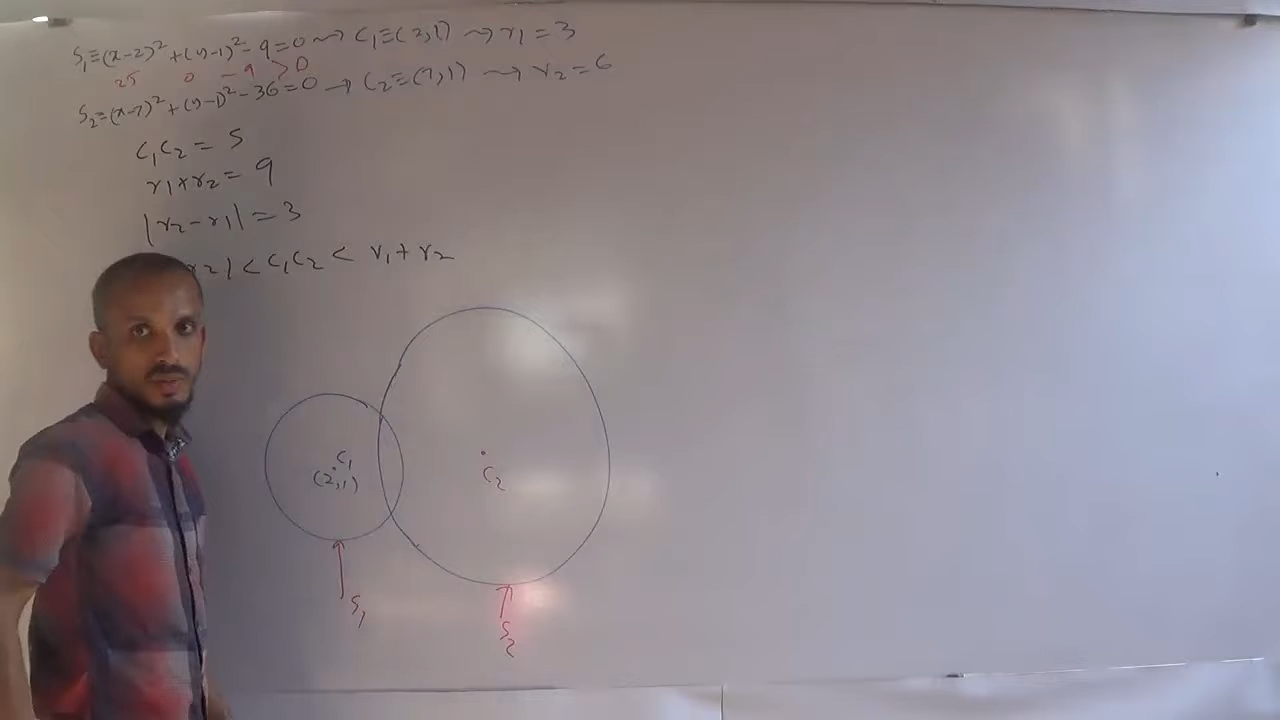 S₁≡(x-2)²+(y-1)²-9=0 ⇝ C₁≡(2,1) ⇝ r₁=3
25 0 -9 >0
S₂≡(x-7)²+(y-1)²-36=0 → C₂≡(7,1) ⇝ r₂=6
C₁C₂ = 5
r₁+r₂= 9
|r₂-r₁| = 3
r₂|<C₁C₂ < r₁+r₂
C₁
(2,1)
C₂
S₁
S₂